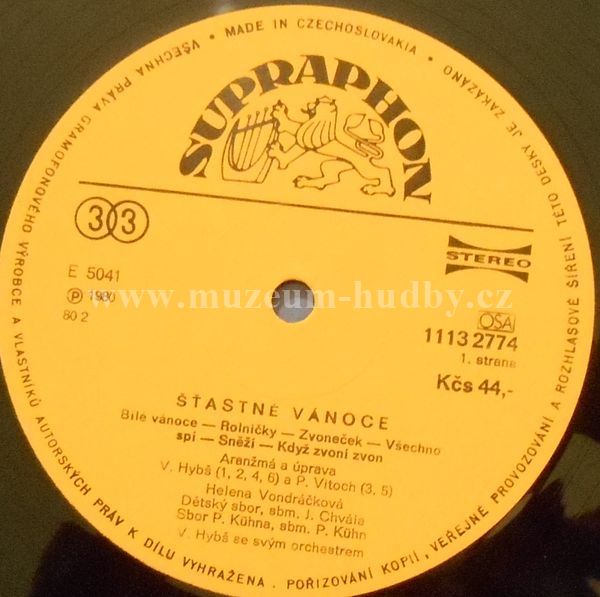 VŠECHNA PRÁVA GRAMOFONOVÉHO VÝROBCE A VLASTNÍKŮ AUTORSKÝCH PRÁV K DÍLU VYHRAŽENA. POŘIZOVÁNÍ KOPIÍ, VEŘEJNÉ PROVOZOVÁNÍ A ROZHLASOVÉ ŠÍŘENÍ TÉTO DESKY JE ZAKÁZÁNO
• MADE IN CZECHOSLOVAKIA •
SUPRAPHON
33
STEREO
E 5041
℗ 1980
80 2
www.muzeum-hudby.cz
OSA
1113 2774
1. strana
Kčs 44,-
ŠŤASTNÉ VÁNOCE
Bílé vánoce — Rolničky — Zvoneček — Všechno
spí — Sněží — Když zvoní zvon
Aranžmá a úprava
V. Hybš (1, 2, 4, 6) a P. Vitoch (3, 5)
Helena Vondráčková
Dětský sbor, sbm. J. Chvála
Sbor P. Kühna, sbm. P. Kühn
V. Hybš se svým orchestrem